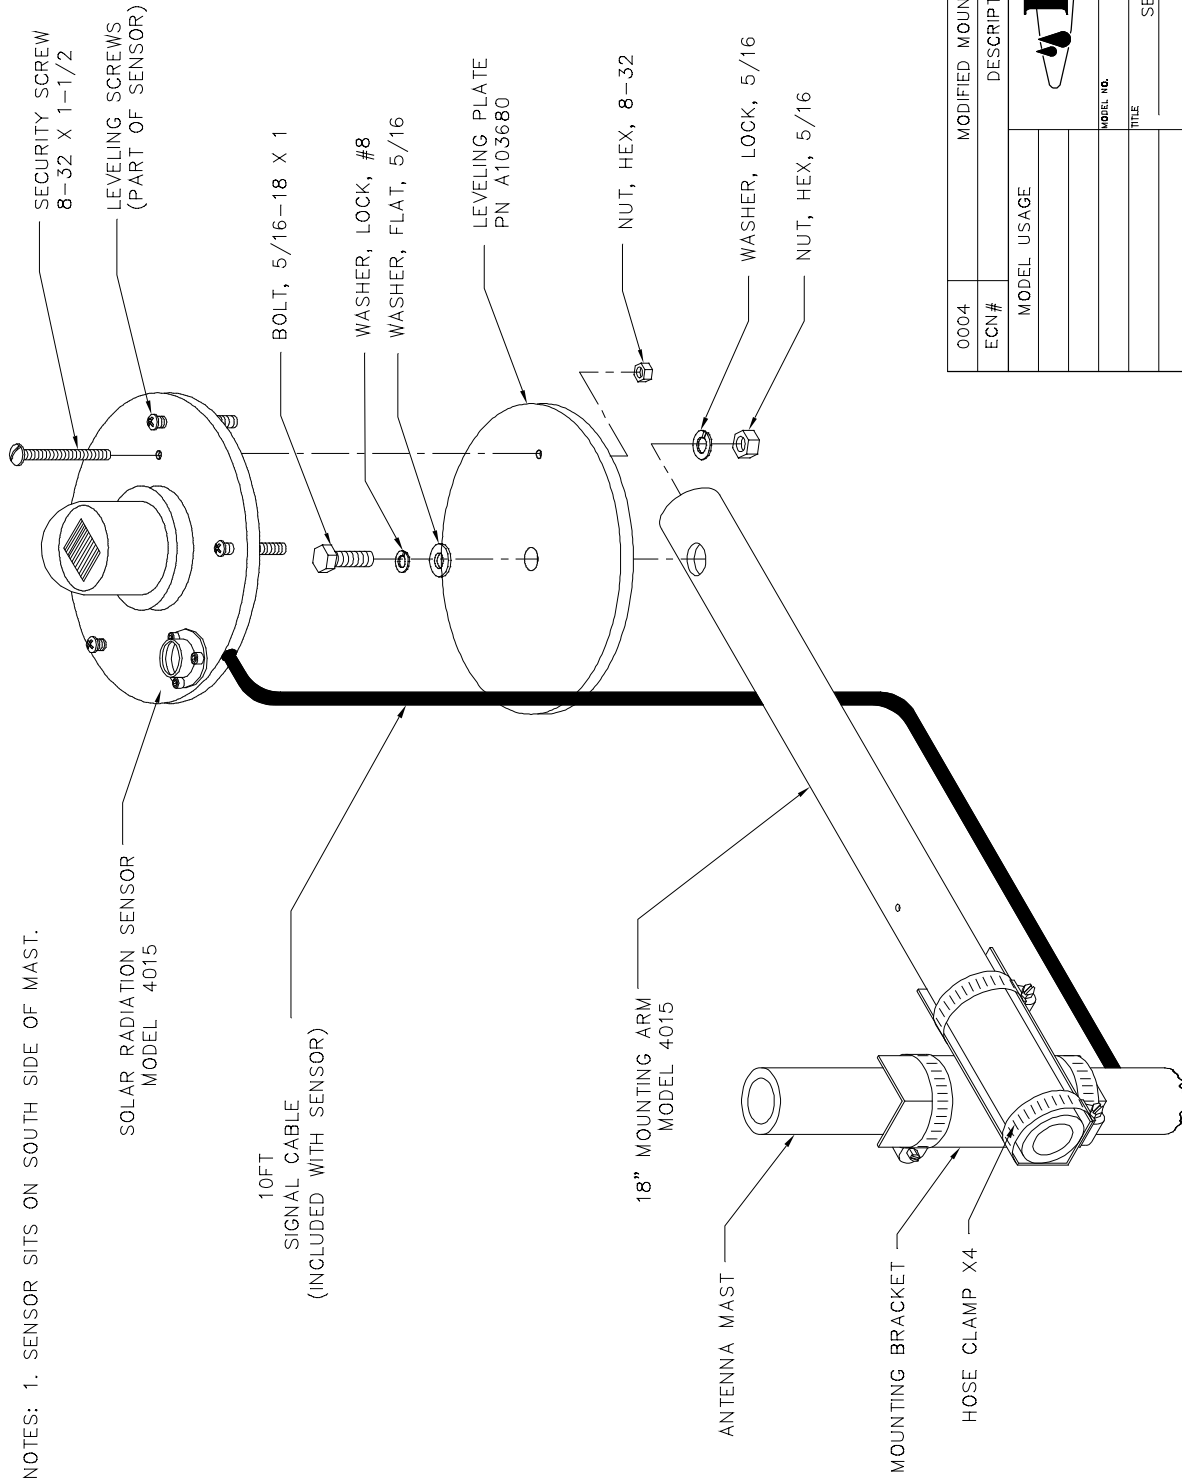 NOTES: 1. SENSOR SITS ON SOUTH SIDE OF MAST.
SECURITY SCREW
8-32 X 1-1/2
LEVELING SCREWS
(PART OF SENSOR)
SOLAR RADIATION SENSOR
MODEL 4015
BOLT, 5/16-18 X 1
WASHER, LOCK, #8
WASHER, FLAT, 5/16
10FT
SIGNAL CABLE
(INCLUDED WITH SENSOR)
LEVELING PLATE
PN A103680
NUT, HEX, 8-32
18" MOUNTING ARM
MODEL 4015
WASHER, LOCK, 5/16
NUT, HEX, 5/16
ANTENNA MAST
MOUNTING BRACKET
HOSE CLAMP X4
0004
MODIFIED MOUN
ECN#
DESCRIPT
MODEL USAGE
MODEL NO.
TITLE
SE